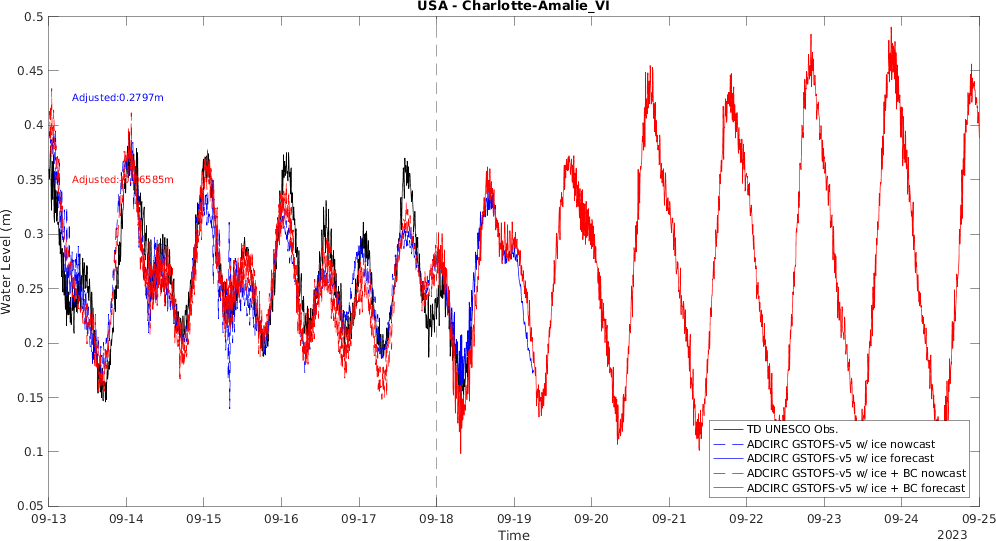 USA - Charlotte-Amalie_VI
0.5
0.45
0.4
0.35
0.3
0.25
0.2
0.15
0.1
0.05
Water Level (m)
Adjusted:0.2797m
TD UNESCO Obs.
ADCIRC GSTOFS-v5 w/ ice nowcast
ADCIRC GSTOFS-v5 w/ ice forecast
ADCIRC GSTOFS-v5 w/ ice + BC nowcast
ADCIRC GSTOFS-v5 w/ ice + BC forecast
09-13 09-14 09-15 09-16 09-17 09-18 09-19 09-20 09-21 09-22 09-23 09-24 09-25
Time
2023